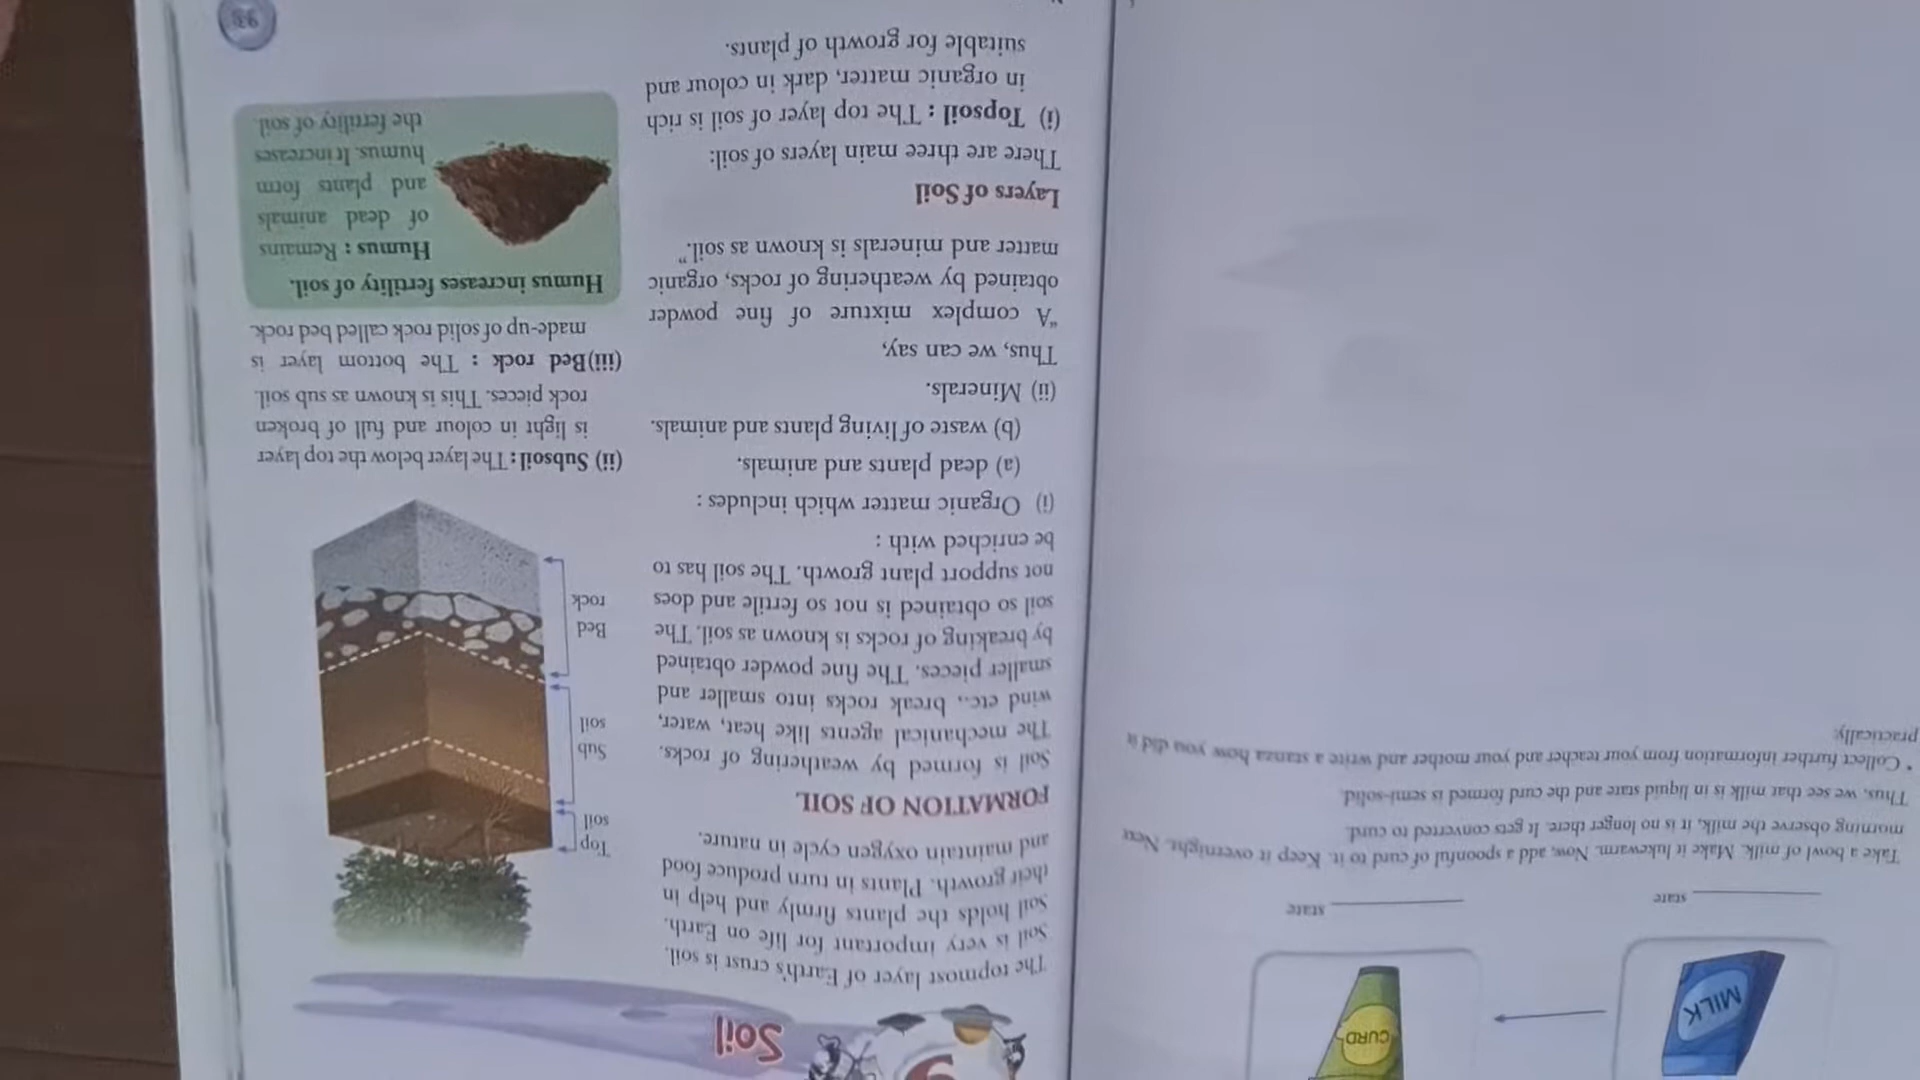 MILK
CURD
state
state
Take a bowl of milk. Make it lukewarm. Now, add a spoonful of curd to it. Keep it overnight. Next
morning observe the milk, it is no longer there. It gets converted to curd.
Thus, we see that milk is in liquid state and the curd formed is semi-solid.
* Collect further information from your teacher and your mother and write a stanza how you did it
practically.
Soil
The topmost layer of Earth's crust is soil.
Soil is very important for life on Earth.
Soil holds the plants firmly and help in
their growth. Plants in turn produce food
and maintain oxygen cycle in nature.
FORMATION OF SOIL
Soil is formed by weathering of rocks.
The mechanical agents like heat, water,
wind etc., break rocks into smaller and
smaller pieces. The fine powder obtained
by breaking of rocks is known as soil. The
soil so obtained is not so fertile and does
not support plant growth. The soil has to
be enriched with :
(i) Organic matter which includes :
(a) dead plants and animals.
(b) waste of living plants and animals.
(ii) Minerals.
Thus, we can say,
"A complex mixture of fine powder
obtained by weathering of rocks, organic
matter and minerals is known as soil."
Layers of Soil
There are three main layers of soil:
(i) Topsoil : The top layer of soil is rich
in organic matter, dark in colour and
suitable for growth of plants.
Top
soil
Sub
soil
Bed
rock
(ii) Subsoil : The layer below the top layer
is light in colour and full of broken
rock pieces. This is known as sub soil.
(iii) Bed rock : The bottom layer is
made-up of solid rock called bed rock.
Humus increases fertility of soil.
Humus : Remains
of dead animals
and plants form
humus. It increases
the fertility of soil.
93